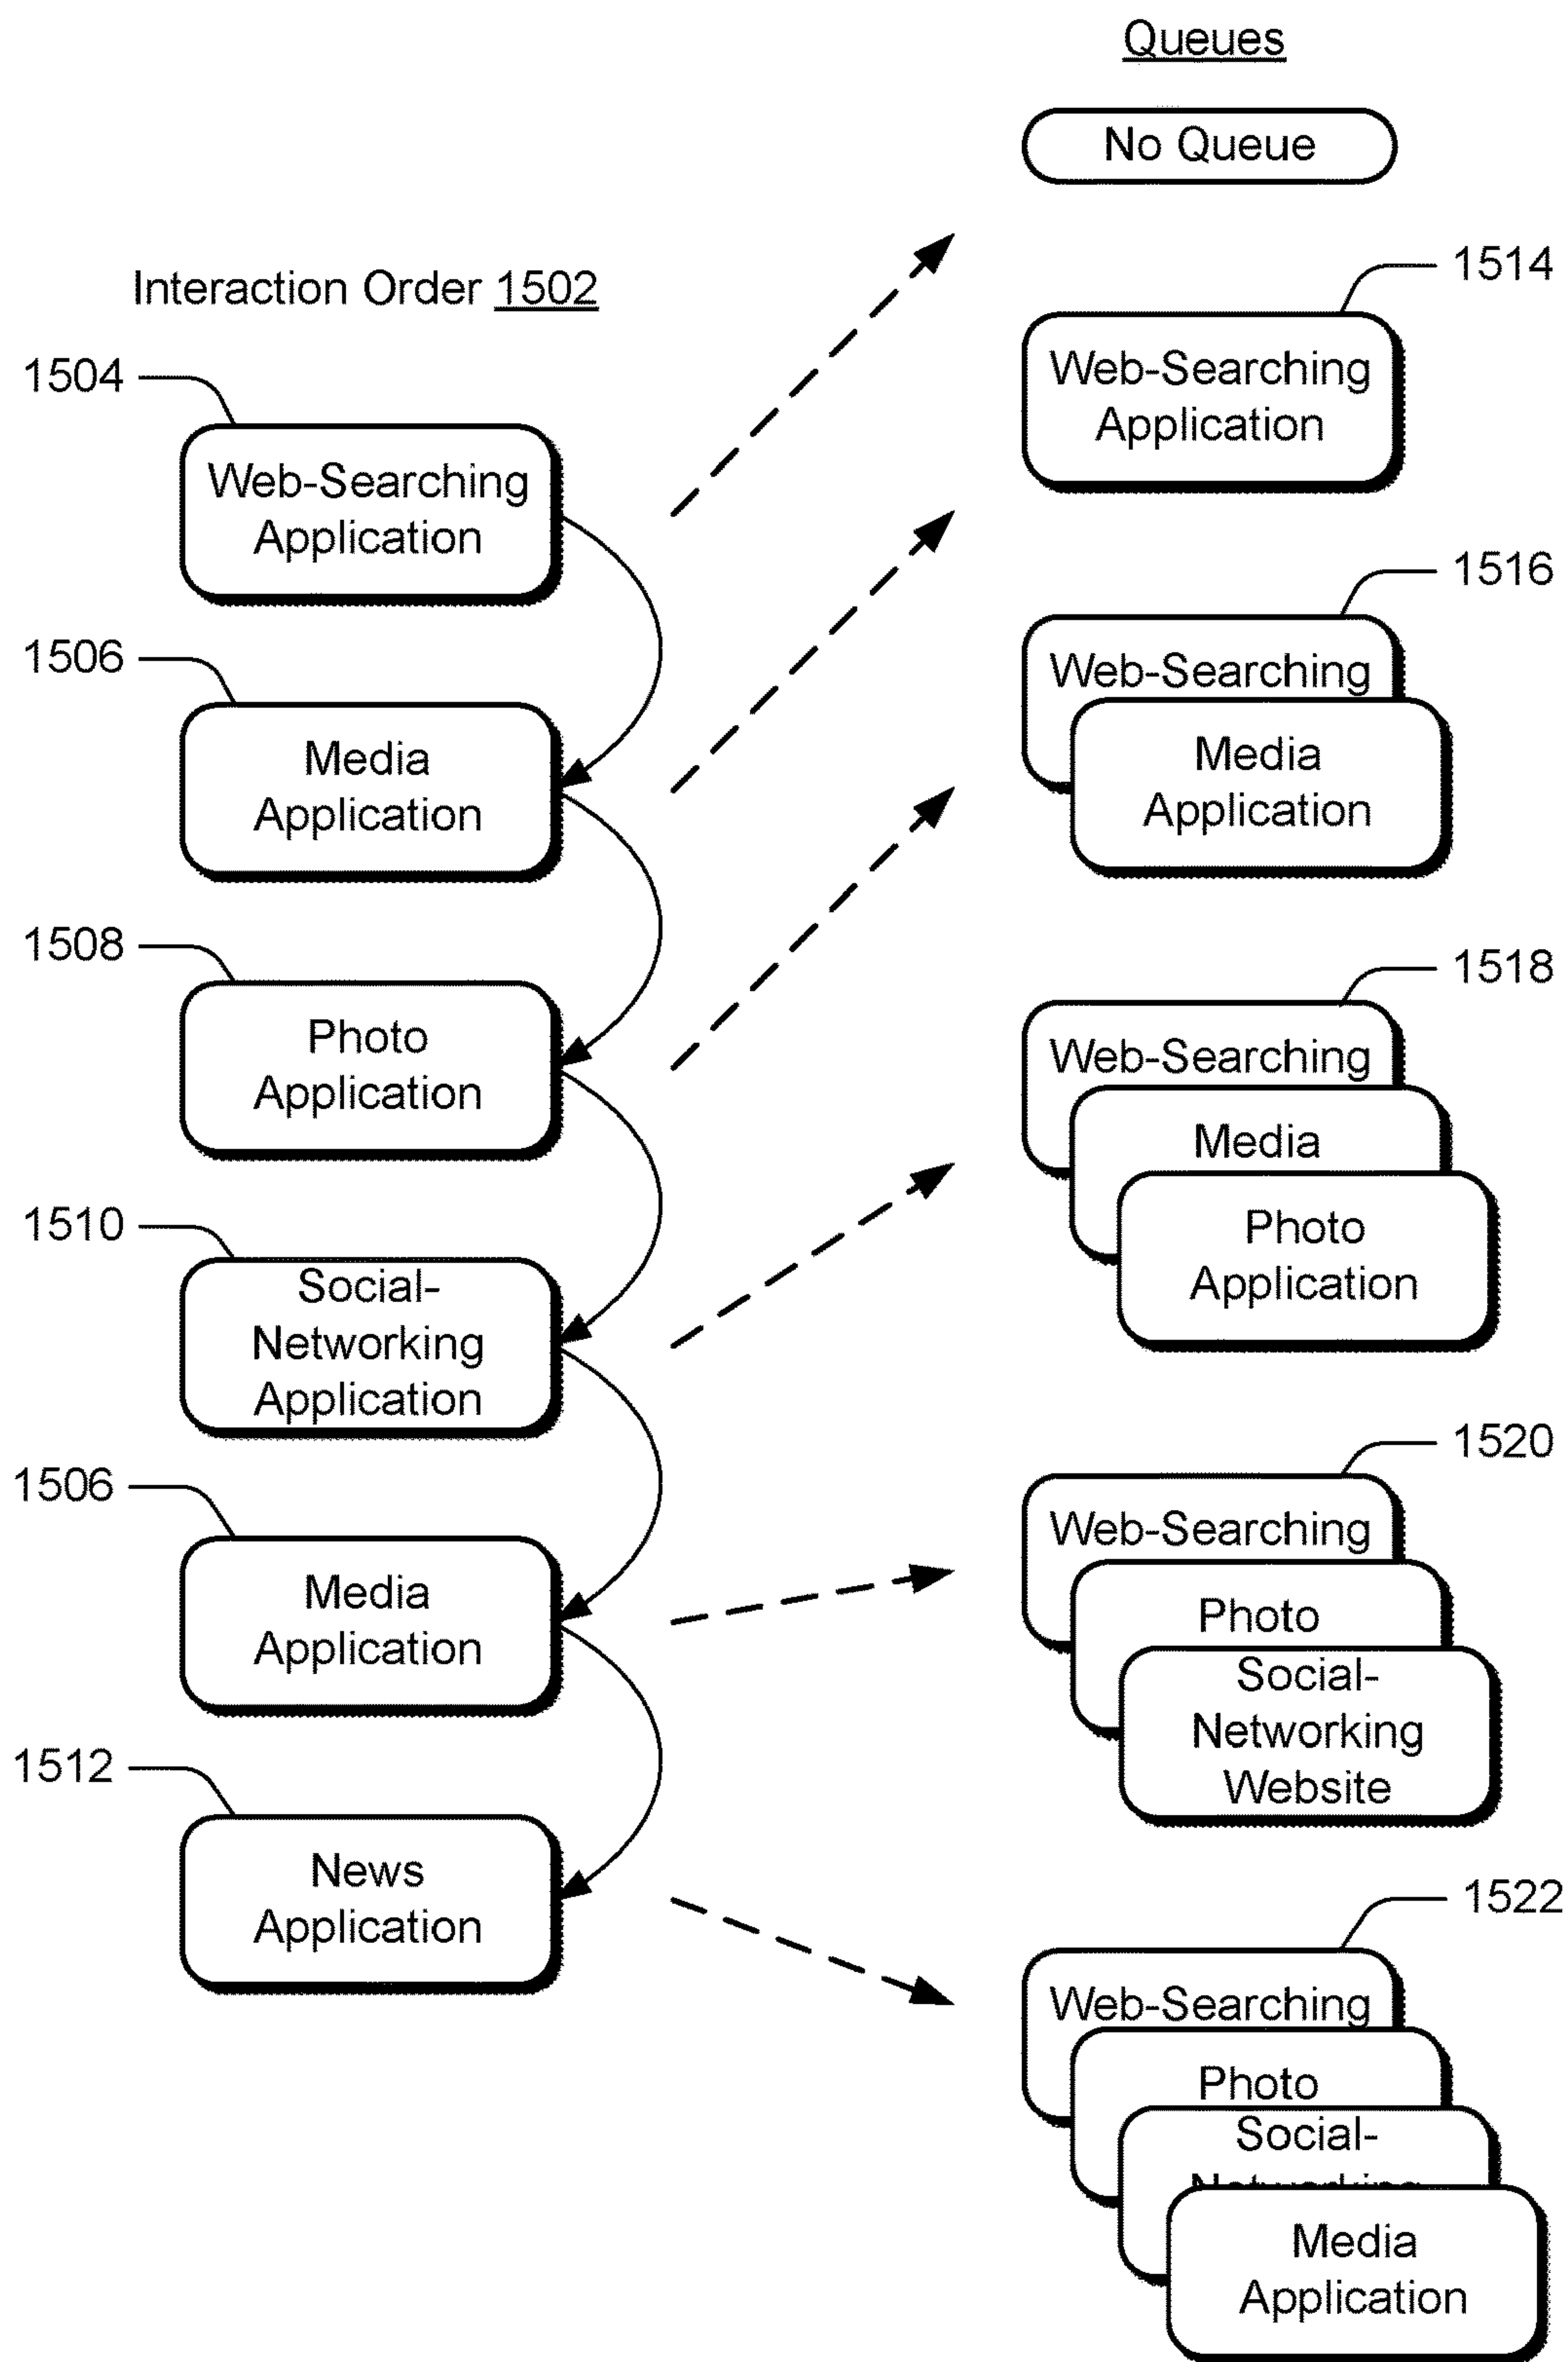 Queues
No Queue
Interaction Order 1502
1504
Web-Searching
Application
1506
Media
Application
1508
Photo
Application
1510
Social-
Networking
Application
1506
Media
Application
1512
News
Application
1514
Web-Searching
Application
1516
Web-Searching
Media
Application
1518
Web-Searching
Media
Photo
Application
1520
Web-Searching
Photo
Social-
Networking
Website
1522
Web-Searching
Photo
Social-
Networking
Media
Application